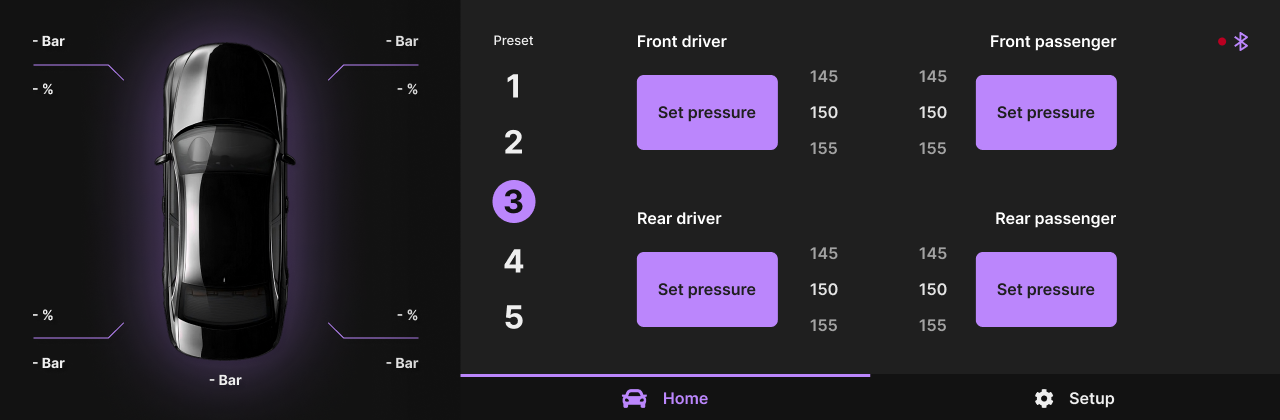 - Bar
- Bar
- %
- %
- %
- %
- Bar
- Bar
- Bar
Preset
1
2
3
4
5
Front driver
Set pressure
145
150
155
Front passenger
145
150
155
Set pressure
Rear driver
Set pressure
145
150
155
Rear passenger
145
150
155
Set pressure
Home
Setup